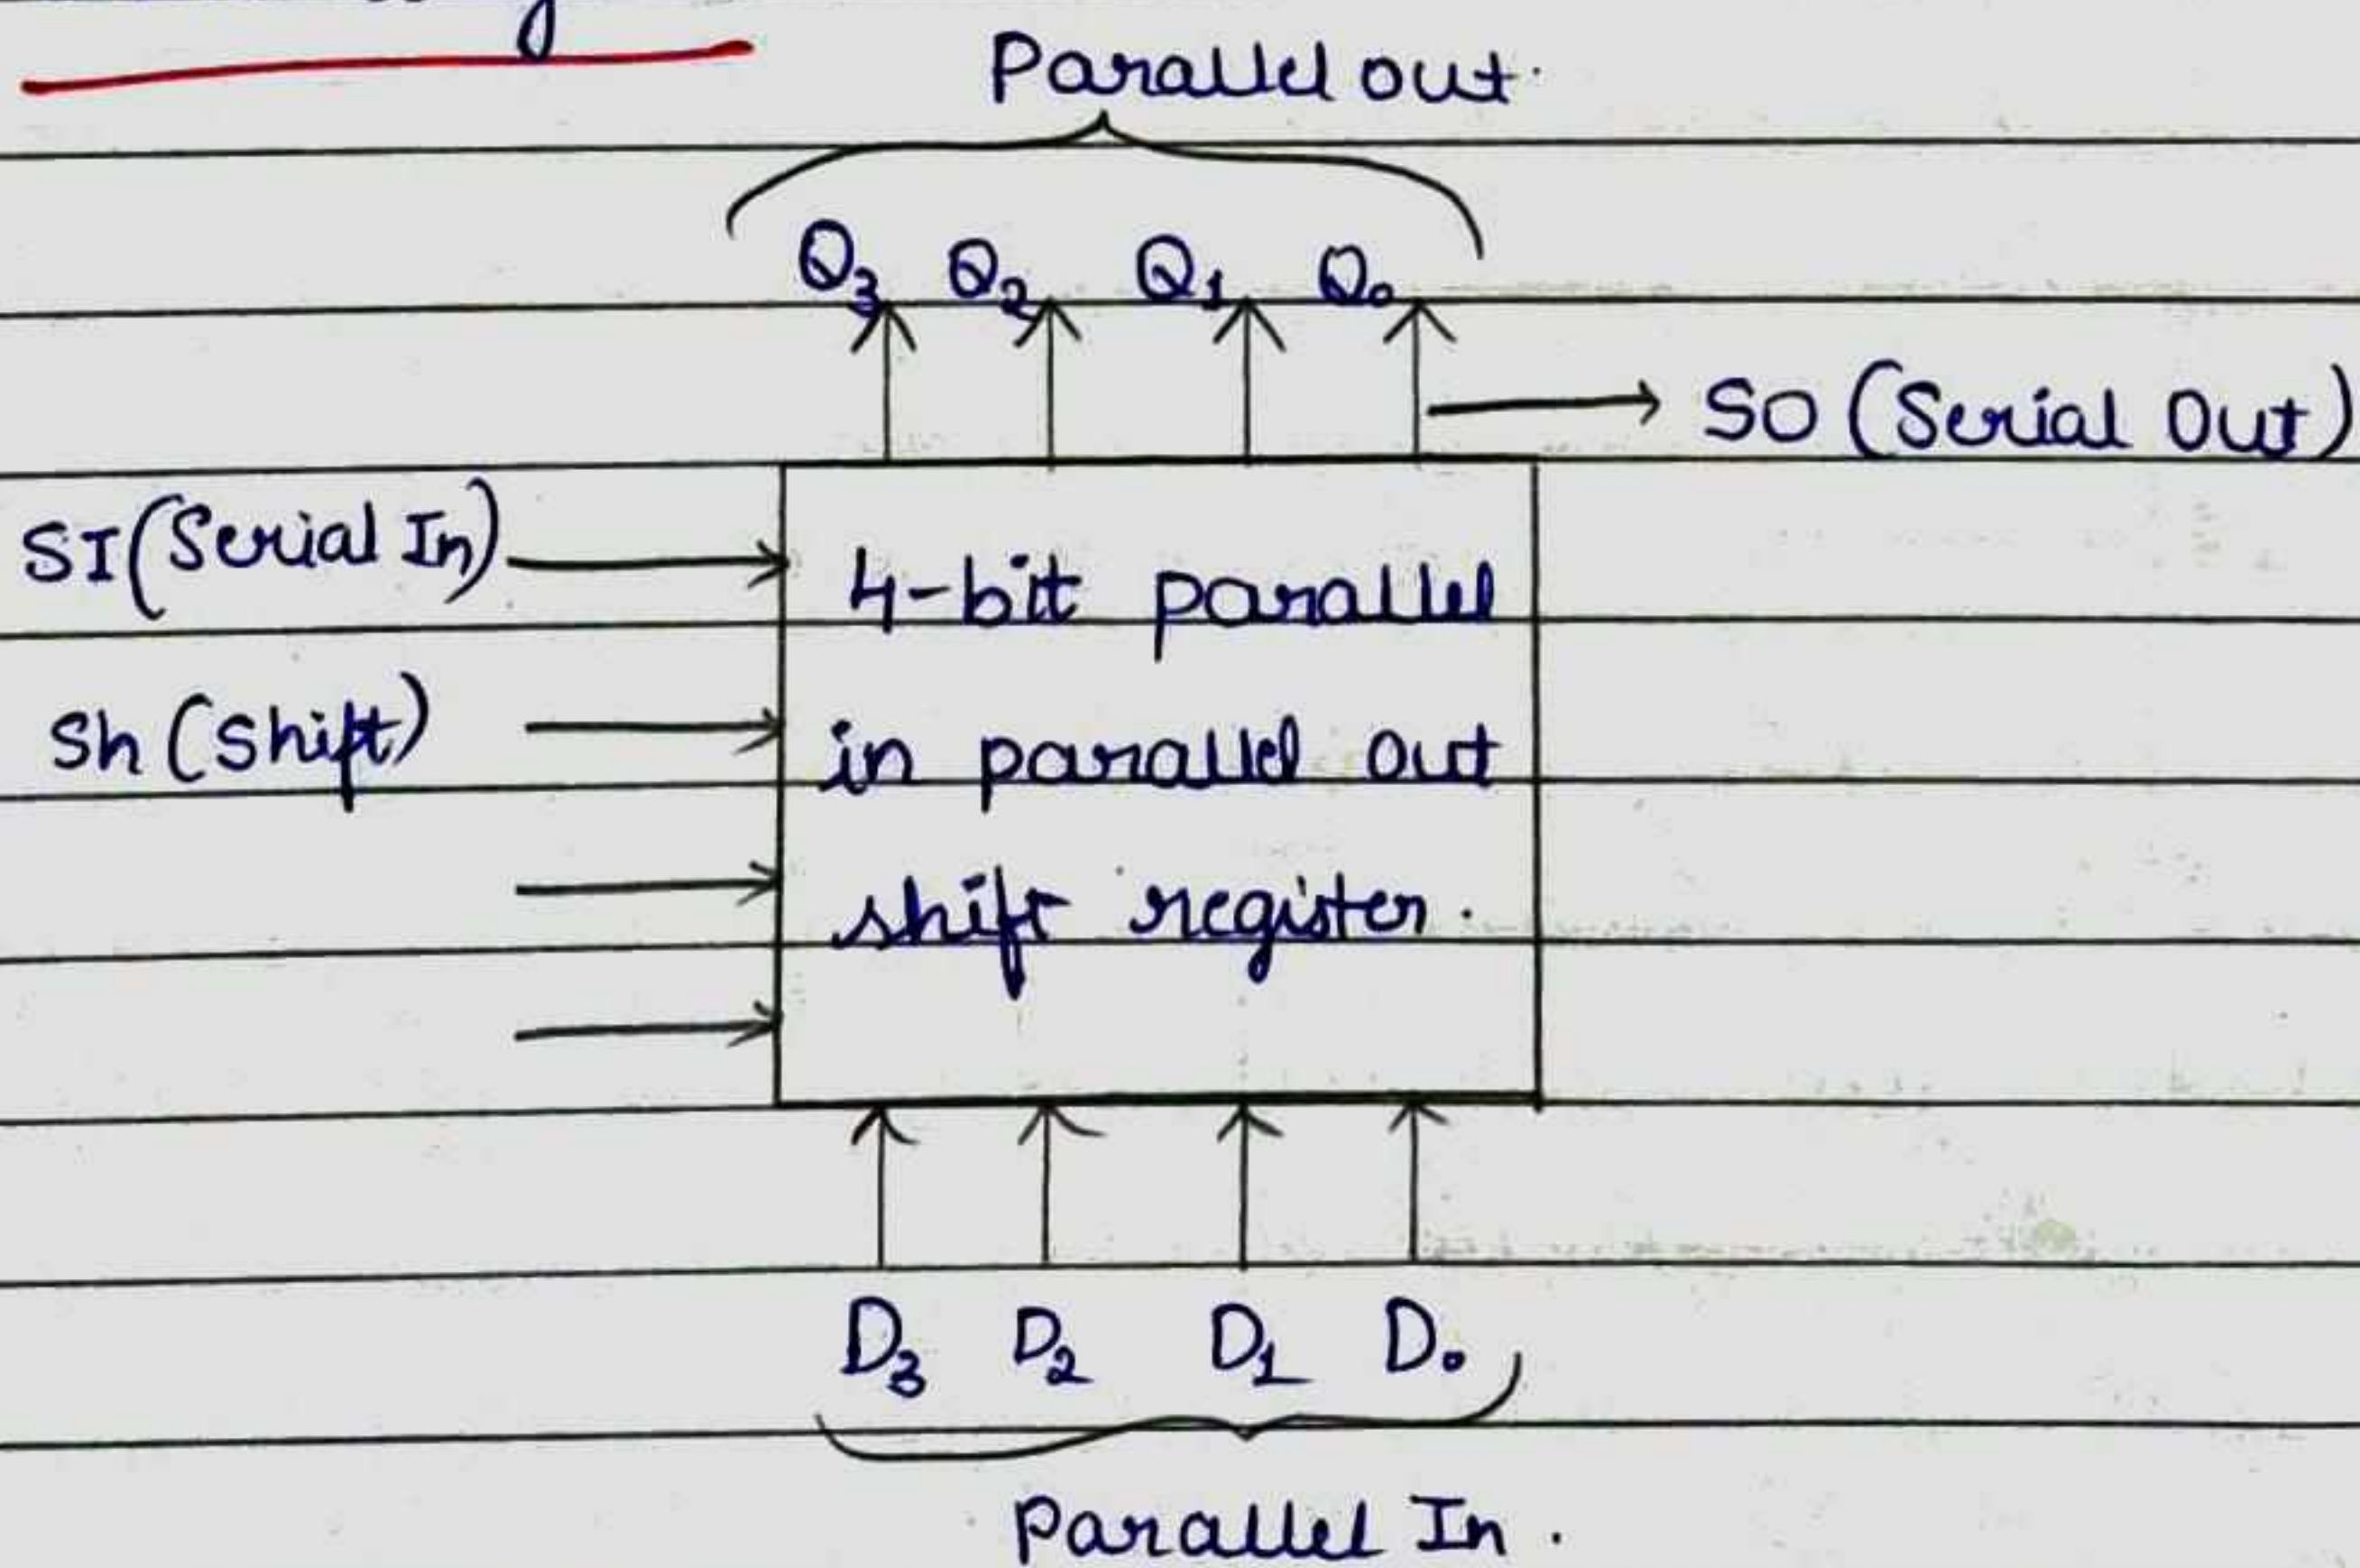 Parallel out.
Q3 Q2 Q1 Q0
SO (Serial Out)
SI (Serial In)
Sh (Shift)
4-bit parallel
in parallel out
shift register.
D3 D2 D1 D0
Parallel In.